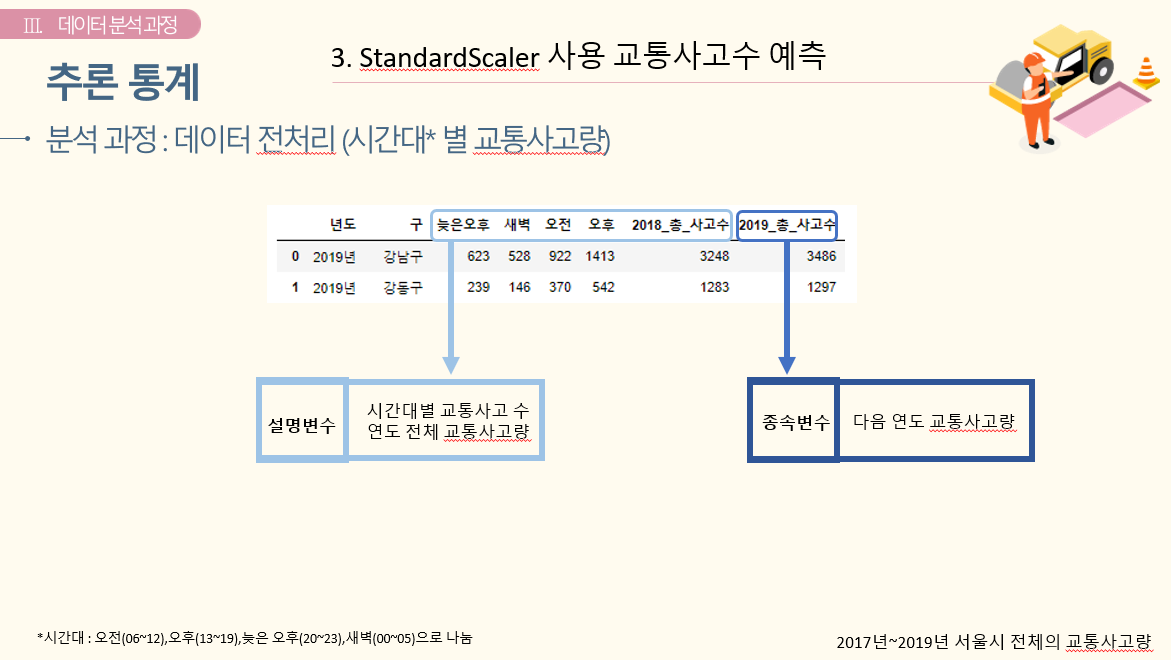 III. 데이터 분석 과정
3. StandardScaler 사용 교통사고수 예측
추론 통계
분석 과정 : 데이터 전처리 (시간대* 별 교통사고량)
년도 구 늦은오후 새벽 오전 오후 2018_총_사고수 2019_총_사고수
0 2019년 강남구 623 528 922 1413 3248 3486
1 2019년 강동구 239 146 370 542 1283 1297
설명변수
시간대별 교통사고 수
연도 전체 교통사고량
종속변수
다음 연도 교통사고량
*시간대 : 오전(06~12),오후(13~19),늦은 오후(20~23),새벽(00~05)으로 나눔
2017년~2019년 서울시 전체의 교통사고량